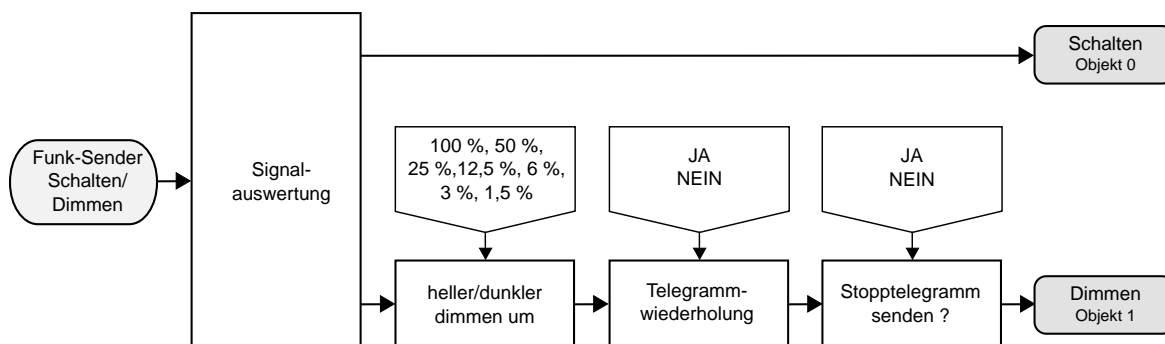 Schalten
Objekt 0
Funk-Sender
Schalten/
Dimmen
Signal-
auswertung
100 %, 50 %,
25 %,12,5 %, 6 %,
3 %, 1,5 %
JA
NEIN
JA
NEIN
heller/dunkler
dimmen um
Telegramm-
wiederholung
Stopptelegramm
senden ?
Dimmen
Objekt 1